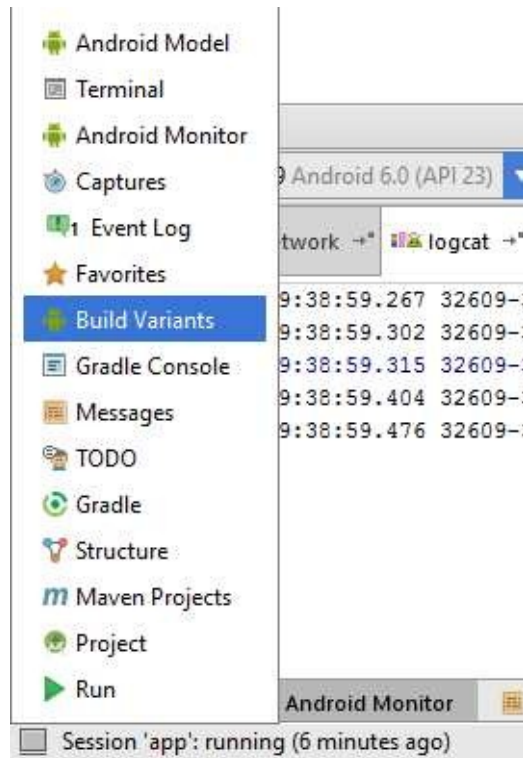 Android Model
Terminal
Android Monitor
Captures
1 Event Log
Favorites
Build Variants
Gradle Console
Messages
TODO
Gradle
Structure
m Maven Projects
Project
Run
9 Android 6.0 (API 23)
twork
logcat
9:38:59.267 32609-
9:38:59.302 32609-
9:38:59.315 32609-
9:38:59.404 32609-
9:38:59.476 32609-
Android Monitor
Session 'app': running (6 minutes ago)